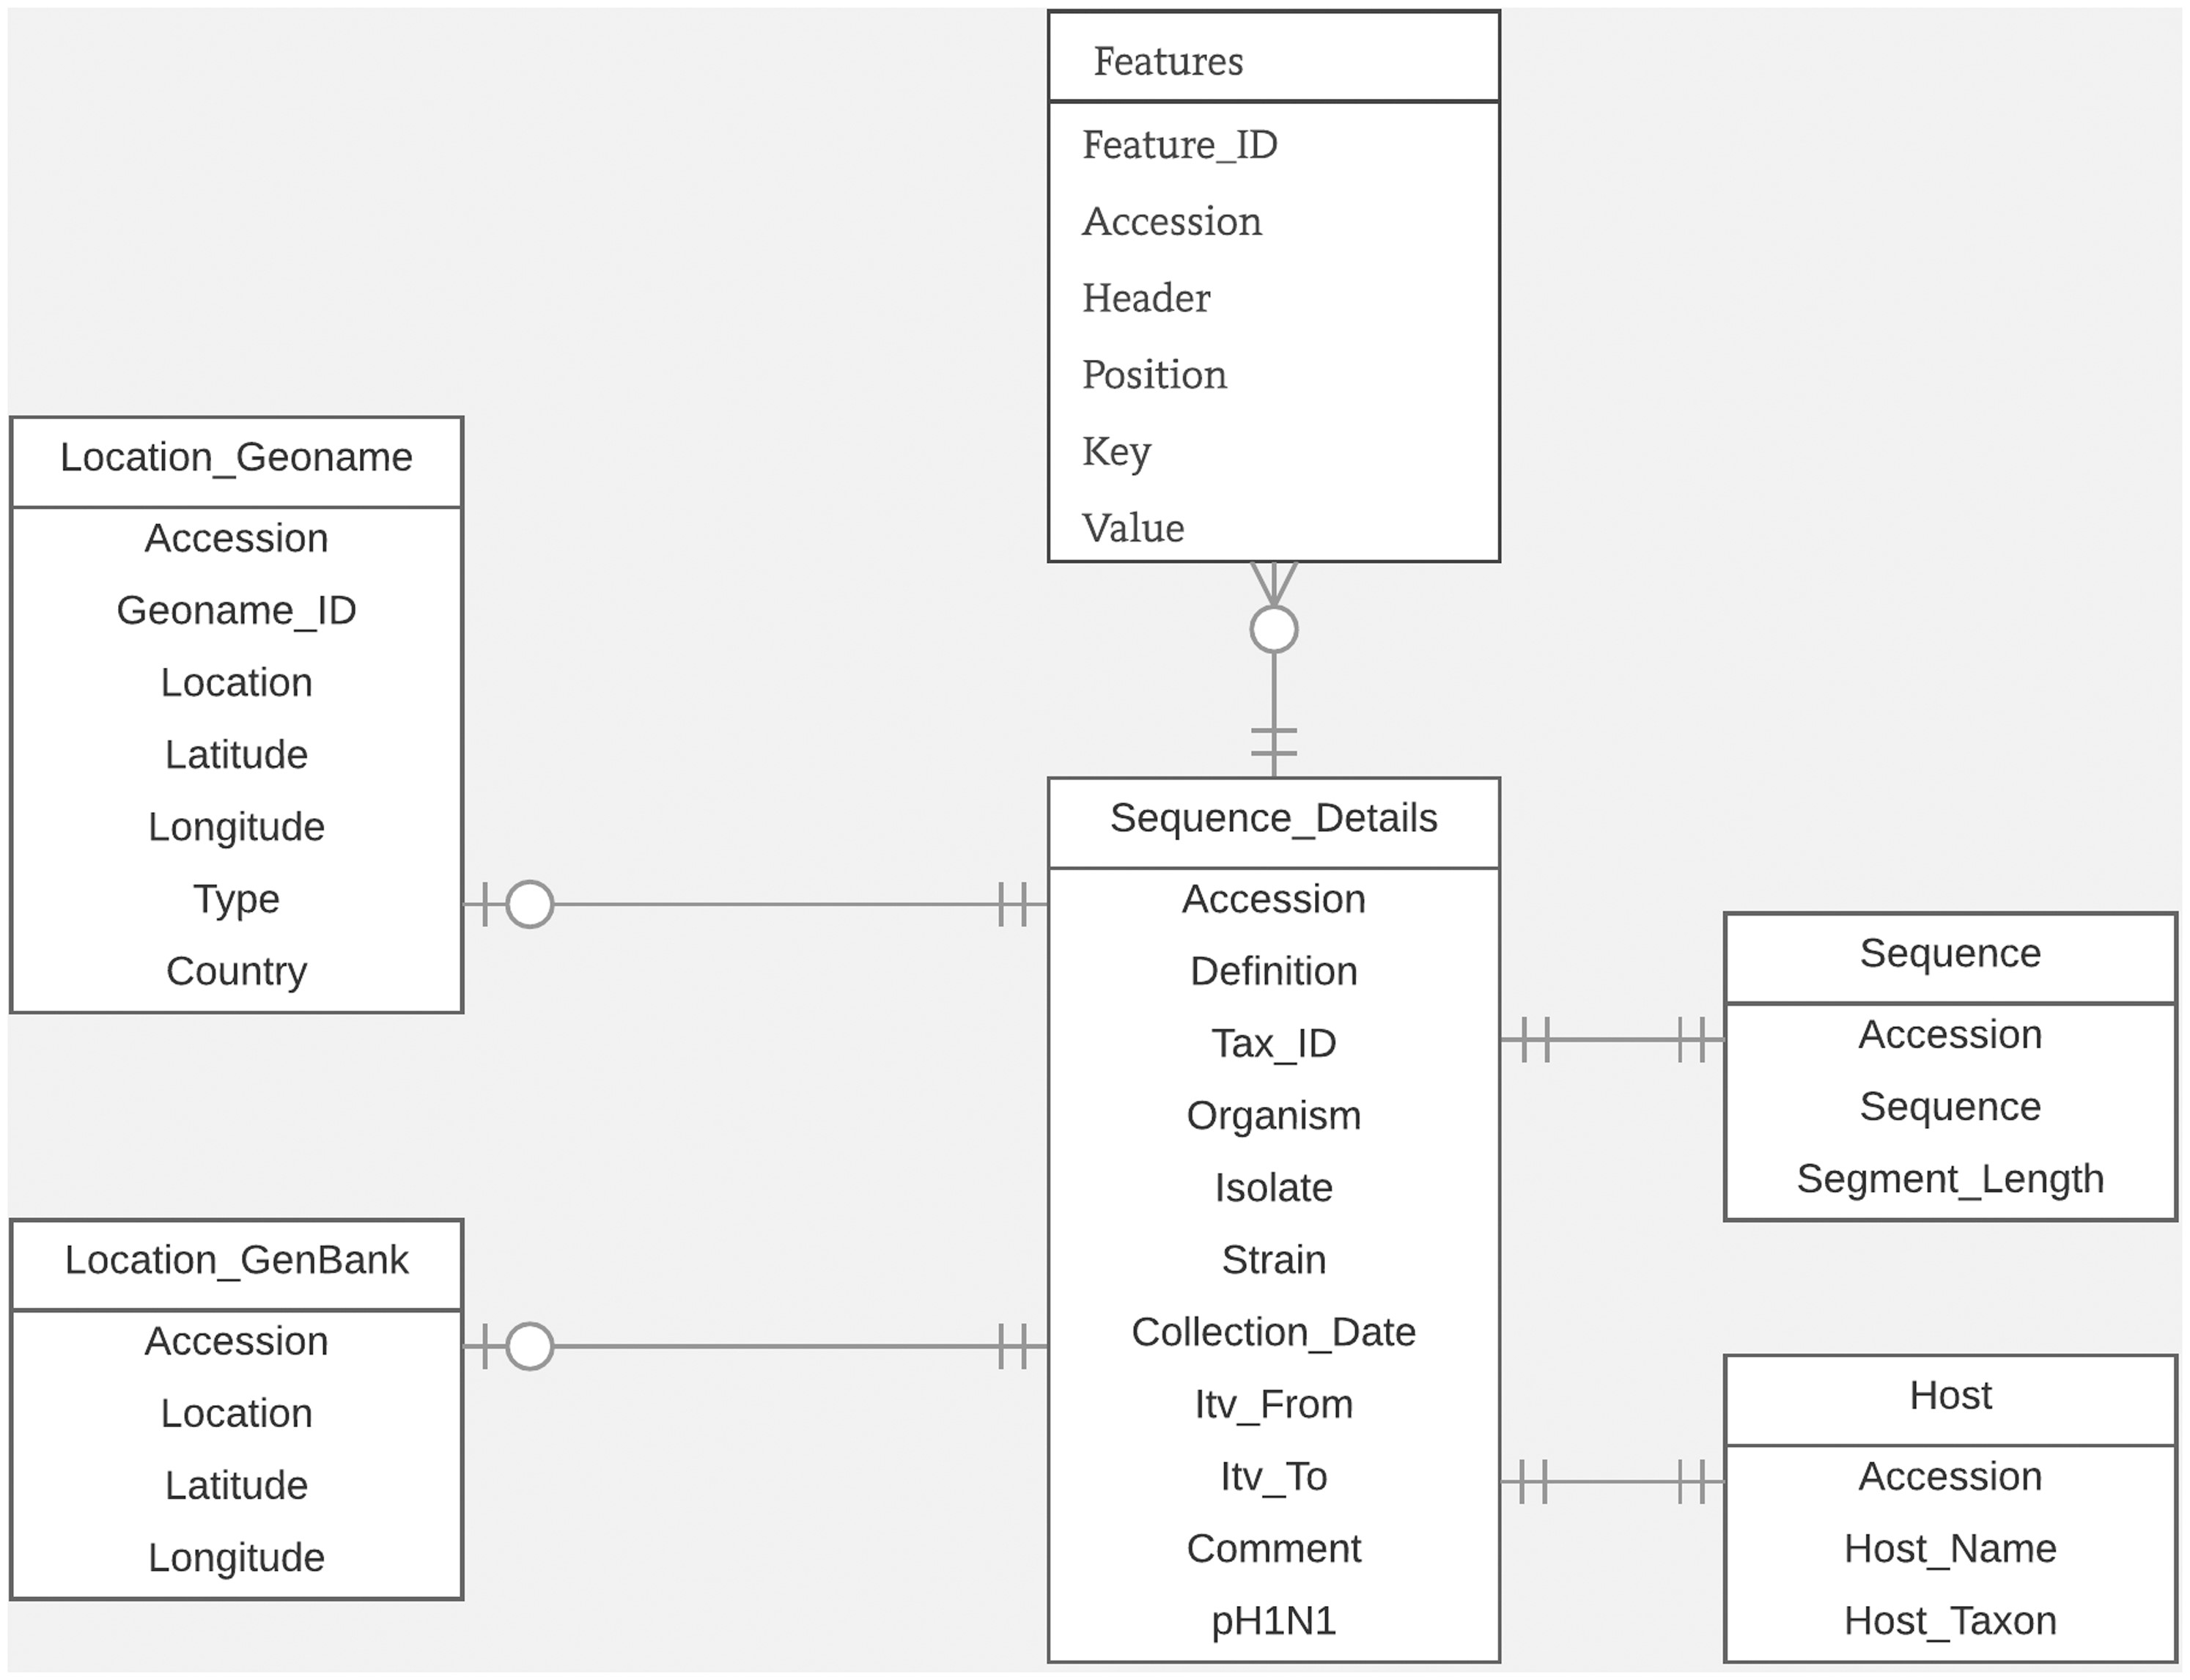 Features
Feature_ID
Accession
Header
Position
Key
Value
Location_Geoname
Accession
Geoname_ID
Location
Latitude
Longitude
Type
Country
Location_GenBank
Accession
Location
Latitude
Longitude
Sequence_Details
Accession
Definition
Tax_ID
Organism
Isolate
Strain
Collection_Date
Itv_From
Itv_To
Comment
pH1N1
Sequence
Accession
Sequence
Segment_Length
Host
Accession
Host_Name
Host_Taxon